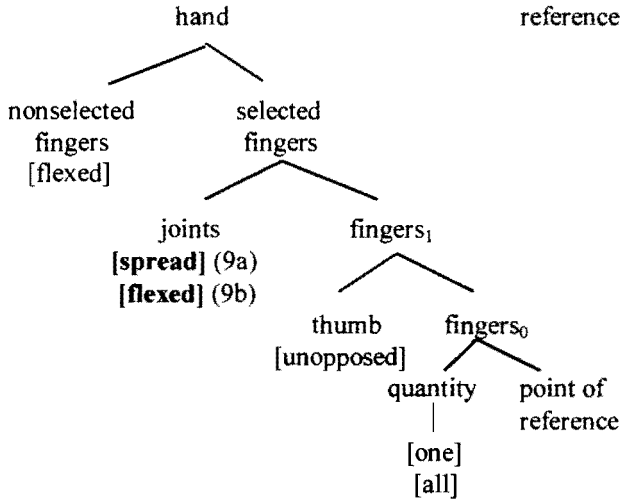 hand reference
nonselected selected
fingers fingers
[flexed]
joints fingers₁
[spread] (9a)
[flexed] (9b)
thumb fingers₀
[unopposed]
quantity point of
reference
[one]
[all]